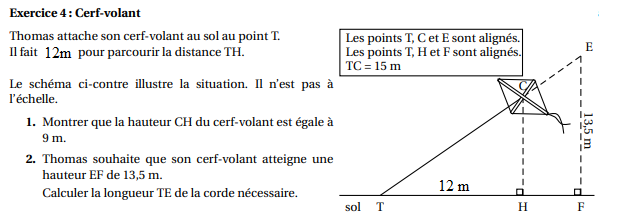 Exercice 4 : Cerf-volant
Thomas attache son cerf-volant au sol au point T.
Il fait 12m pour parcourir la distance TH.
Le schéma ci-contre illustre la situation. Il n'est pas à
l'échelle.
1. Montrer que la hauteur CH du cerf-volant est égale à
9 m.
2. Thomas souhaite que son cerf-volant atteigne une
hauteur EF de 13,5 m.
Calculer la longueur TE de la corde nécessaire.
Les points T, C et E sont alignés.
Les points T, H et F sont alignés.
TC = 15 m
E
C
13,5 m
12 m
sol T H F